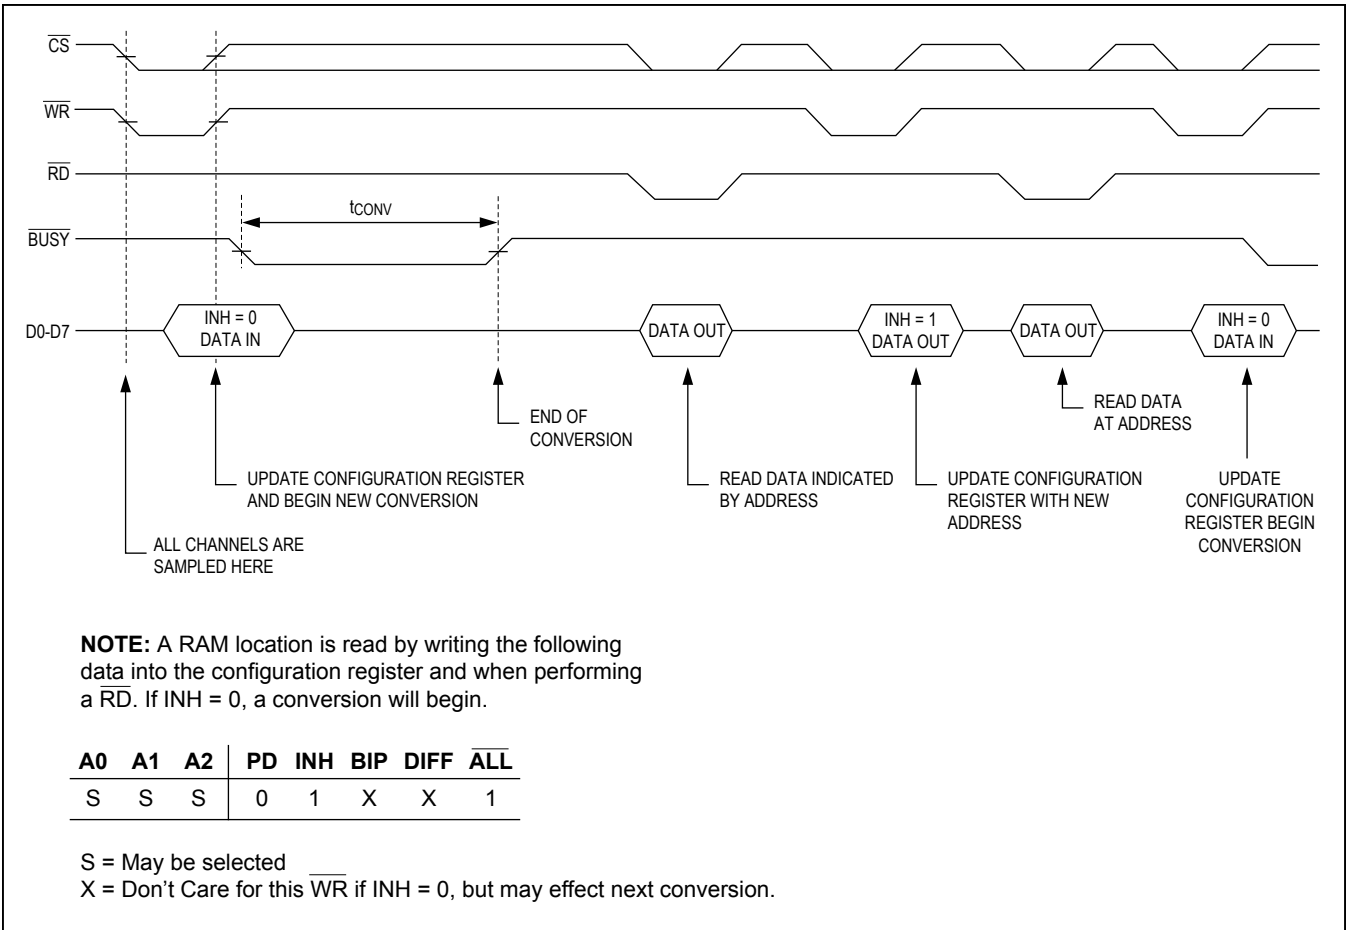 CS
WR
RD
tCONV
BUSY
D0-D7
INH = 0
DATA IN
DATA OUT
INH = 1
DATA OUT
DATA OUT
INH = 0
DATA IN
END OF
CONVERSION
READ DATA
AT ADDRESS
UPDATE CONFIGURATION REGISTER
AND BEGIN NEW CONVERSION
READ DATA INDICATED
BY ADDRESS
UPDATE CONFIGURATION
REGISTER WITH NEW
ADDRESS
UPDATE
CONFIGURATION
REGISTER BEGIN
CONVERSION
ALL CHANNELS ARE
SAMPLED HERE
NOTE: A RAM location is read by writing the following
data into the configuration register and when performing
a RD. If INH = 0, a conversion will begin.
A0 A1 A2 PD INH BIP DIFF ALL
S S S 0 1 X X 1
S = May be selected
X = Don't Care for this WR if INH = 0, but may effect next conversion.